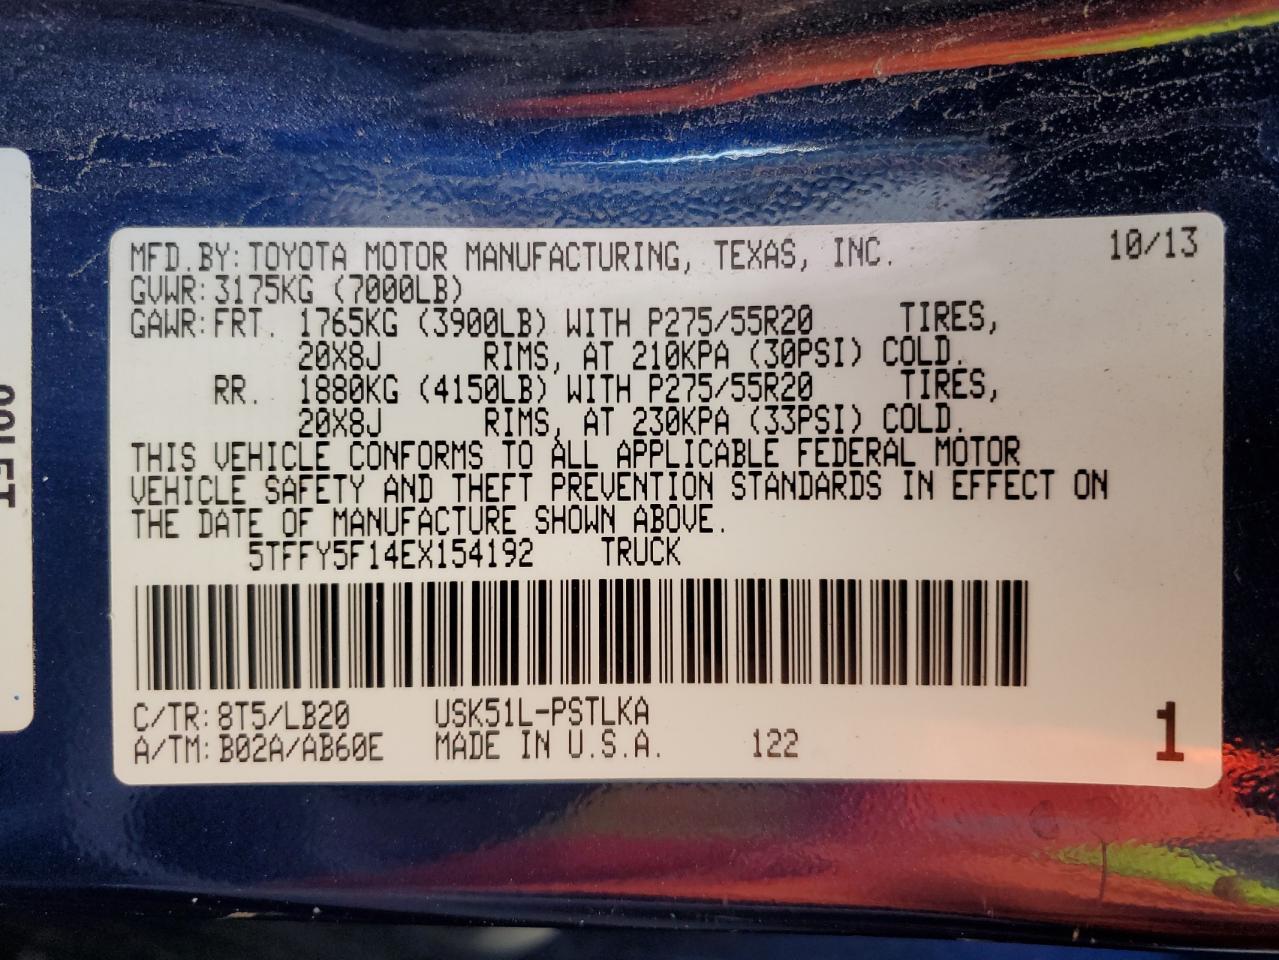 MFD.BY: TOYOTA MOTOR MANUFACTURING, TEXAS, INC. 10/13
GVWR: 3175KG (7000LB)
GAWR: FRT. 1765KG (3900LB) WITH P275/55R20 TIRES,
20X8J RIMS, AT 210KPA (30PSI) COLD.
RR. 1880KG (4150LB) WITH P275/55R20 TIRES,
20X8J RIMS, AT 230KPA (33PSI) COLD.
THIS VEHICLE CONFORMS TO ALL APPLICABLE FEDERAL MOTOR
VEHICLE SAFETY AND THEFT PREVENTION STANDARDS IN EFFECT ON
THE DATE OF MANUFACTURE SHOWN ABOVE.
5TFFY5F14EX154192 TRUCK
C/TR: 8T5/LB20 USK51L-PSTLKA
A/TM: B02A/AB60E MADE IN U.S.A. 122 1